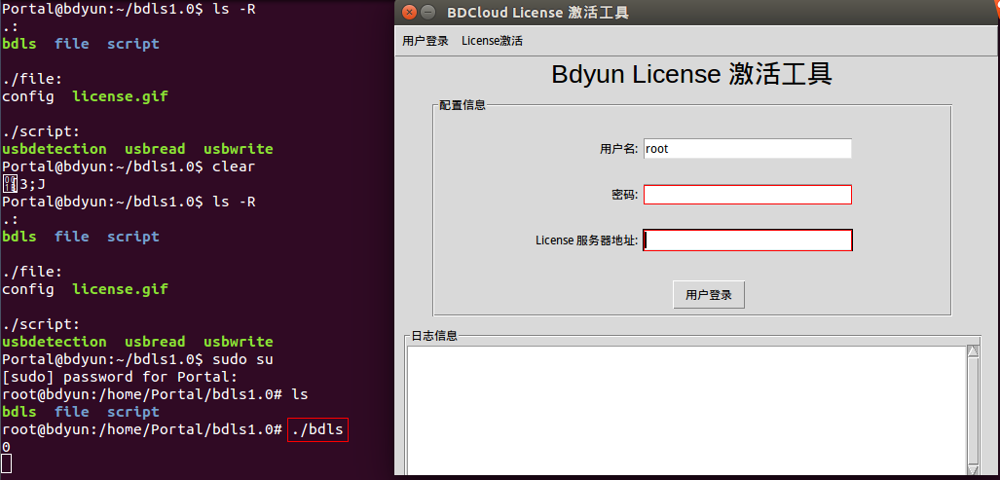 Portal@bdyun:~/bdls1.0$ ls -R
.:
bdls  file  script
./file:
config  license.gif
./script:
usbdetection  usbread  usbwrite
Portal@bdyun:~/bdls1.0$ clear
3;J
Portal@bdyun:~/bdls1.0$ ls -R
.:
bdls  file  script
./file:
config  license.gif
./script:
usbdetection  usbread  usbwrite
Portal@bdyun:~/bdls1.0$ sudo su
[sudo] password for Portal:
root@bdyun:/home/Portal/bdls1.0# ls
bdls  file  script
root@bdyun:/home/Portal/bdls1.0# ./bdls
0
BDCloud License 激活工具
用户登录  License激活
Bdyun License 激活工具
配置信息
用户名: root
密码:
License 服务器地址:
用户登录
日志信息